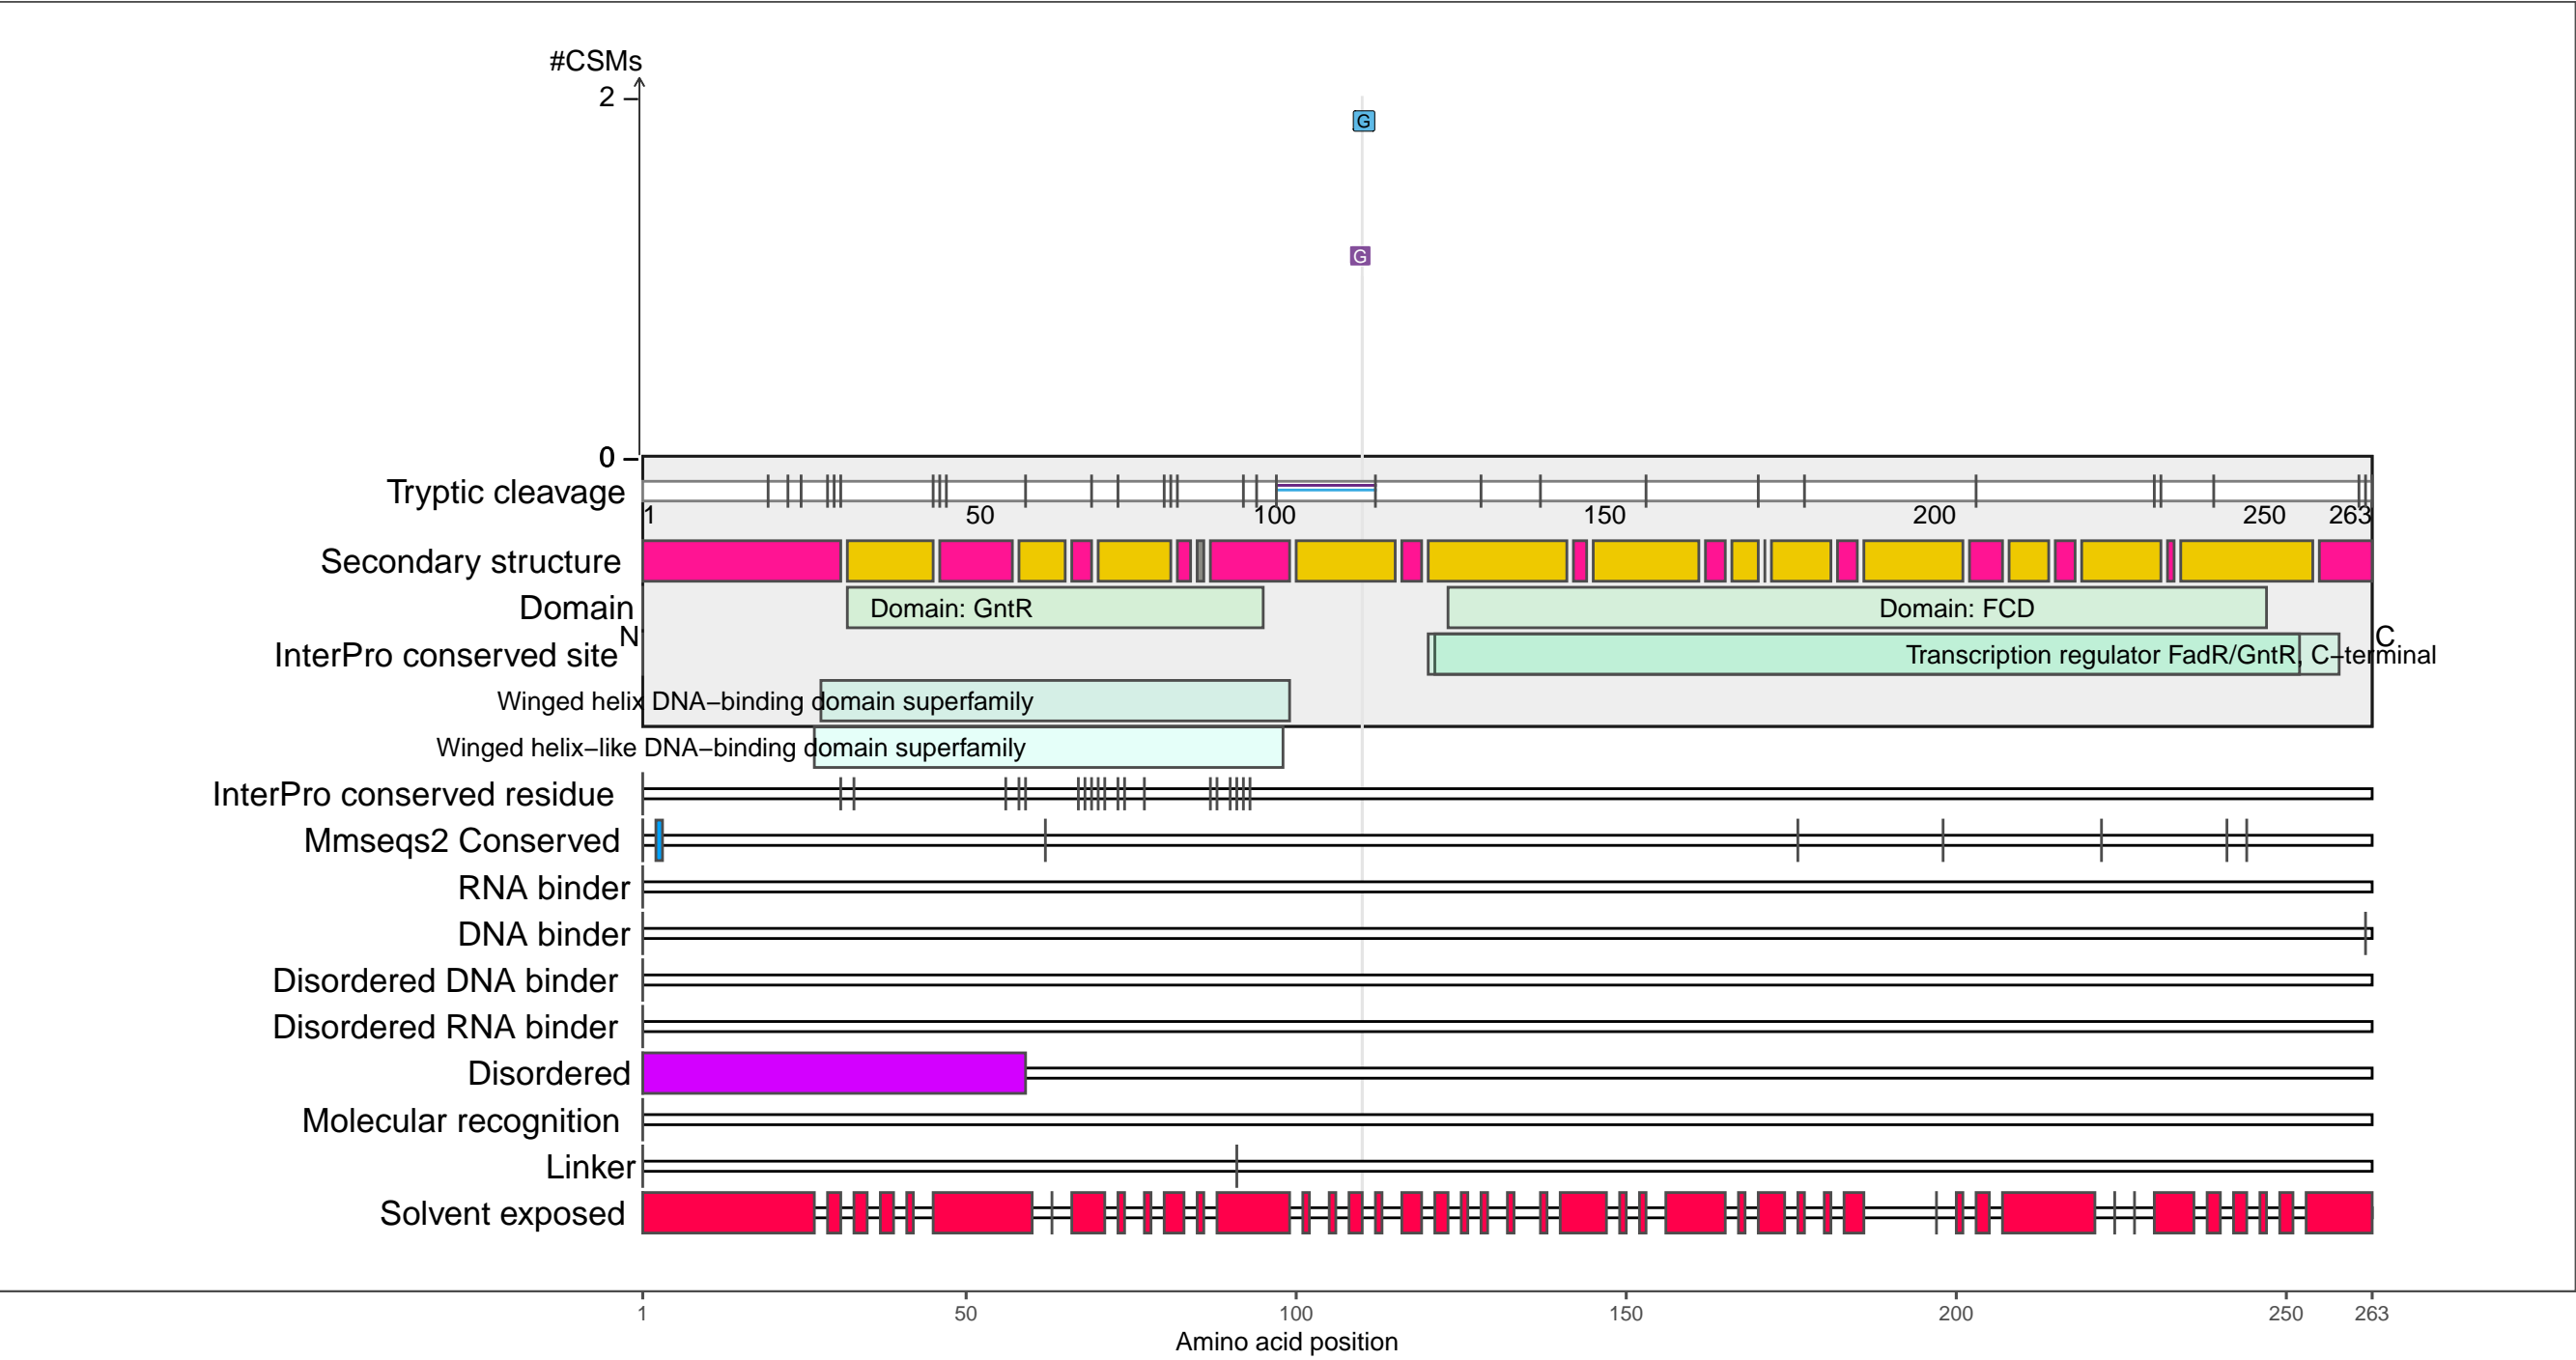 #CSMs
2
G
G
0
Tryptic cleavage
1 50 100 150 200 250 263
Secondary structure
Domain
Domain: GntR
Domain: FCD
N
C
InterPro conserved site
Transcription regulator FadR/GntR, C−terminal
Winged helix DNA−binding domain superfamily
Winged helix−like DNA−binding domain superfamily
InterPro conserved residue
Mmseqs2 Conserved
RNA binder
DNA binder
Disordered DNA binder
Disordered RNA binder
Disordered
Molecular recognition
Linker
Solvent exposed
1 50 100 150 200 250 263
Amino acid position